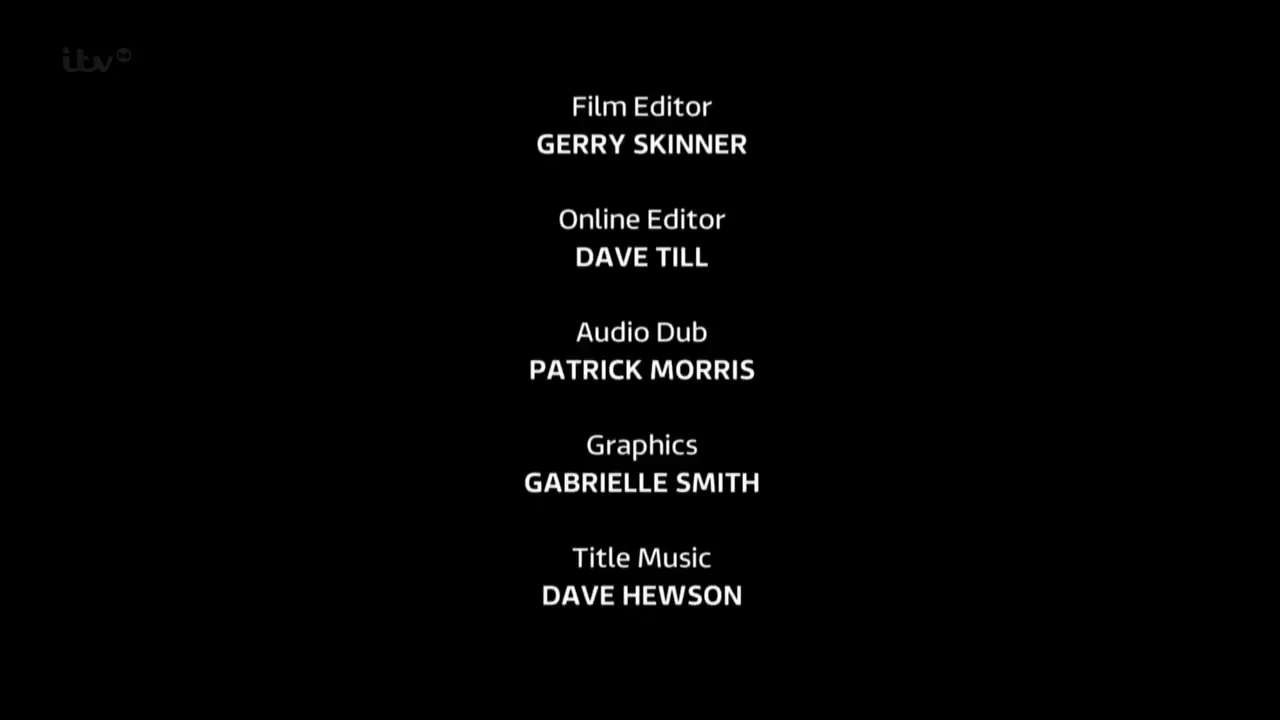 itv
Film Editor
GERRY SKINNER
Online Editor
DAVE TILL
Audio Dub
PATRICK MORRIS
Graphics
GABRIELLE SMITH
Title Music
DAVE HEWSON